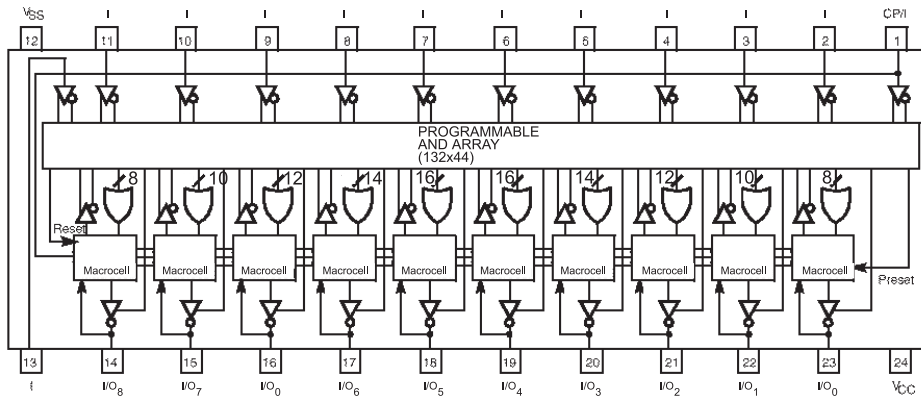 VSS I I I I I I I I I I CP/I
12 11 10 9 8 7 6 5 4 3 2 1
PROGRAMMABLE
AND ARRAY
(132x44)
8 10 12 14 16 16 14 12 10 8
Reset
Macrocell Macrocell Macrocell Macrocell Macrocell Macrocell Macrocell Macrocell Macrocell Macrocell
Preset
13 14 15 16 17 18 19 20 21 22 23 24
I I/O8 I/O7 I/O0 I/O6 I/O5 I/O4 I/O3 I/O2 I/O1 I/O0 VCC